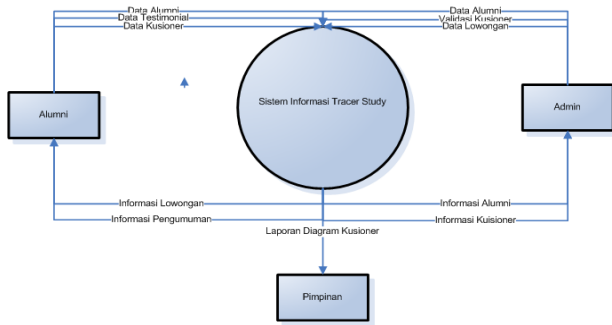 Data Alumni
Data Testimonial
Data Kusioner
Data Alumni
Validasi Kusioner
Data Lowongan
Alumni
Sistem Informasi Tracer Study
Admin
Informasi Lowongan
Informasi Pengumuman
Informasi Alumni
Informasi Kuisioner
Laporan Diagram Kusioner
Pimpinan